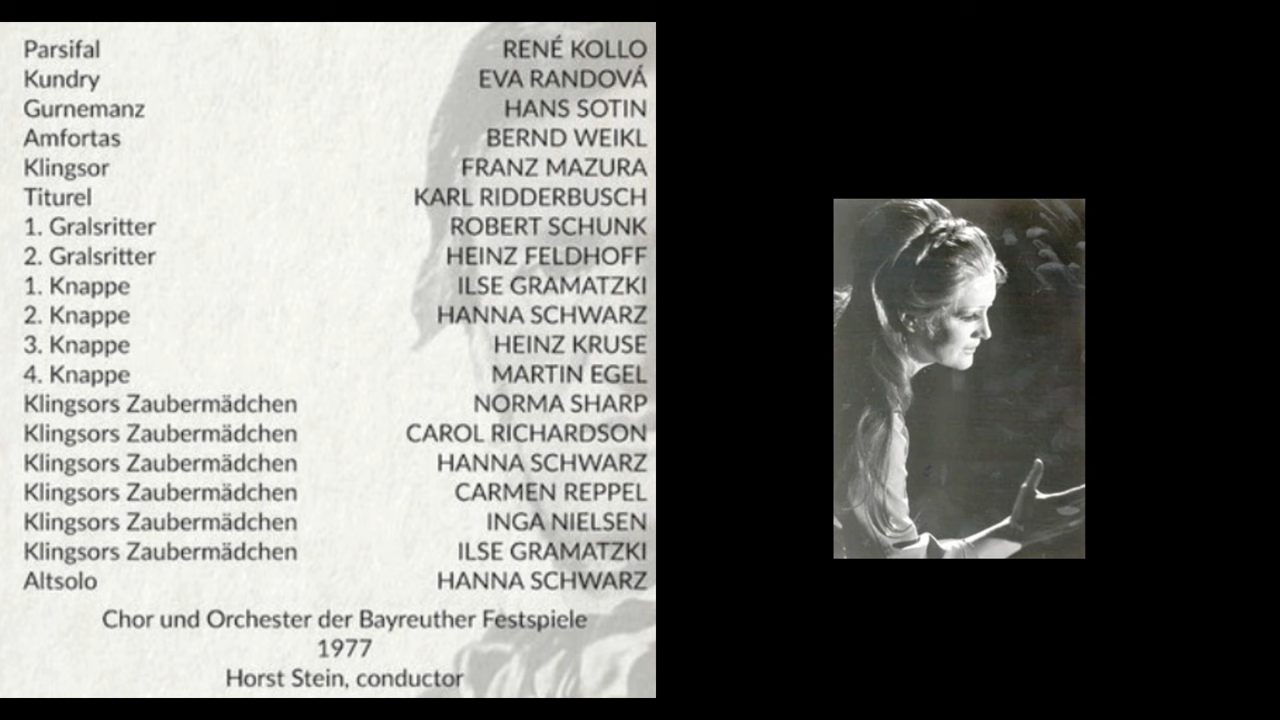 Parsifal RENÉ KOLLO
Kundry EVA RANDOVÁ
Gurnemanz HANS SOTIN
Amfortas BERND WEIKL
Klingsor FRANZ MAZURA
Titurel KARL RIDDERBUSCH
1. Gralsritter ROBERT SCHUNK
2. Gralsritter HEINZ FELDHOFF
1. Knappe ILSE GRAMATZKI
2. Knappe HANNA SCHWARZ
3. Knappe HEINZ KRUSE
4. Knappe MARTIN EGEL
Klingsors Zaubermädchen NORMA SHARP
Klingsors Zaubermädchen CAROL RICHARDSON
Klingsors Zaubermädchen HANNA SCHWARZ
Klingsors Zaubermädchen CARMEN REPPEL
Klingsors Zaubermädchen INGA NIELSEN
Klingsors Zaubermädchen ILSE GRAMATZKI
Altsolo HANNA SCHWARZ
Chor und Orchester der Bayreuther Festspiele
1977
Horst Stein, conductor